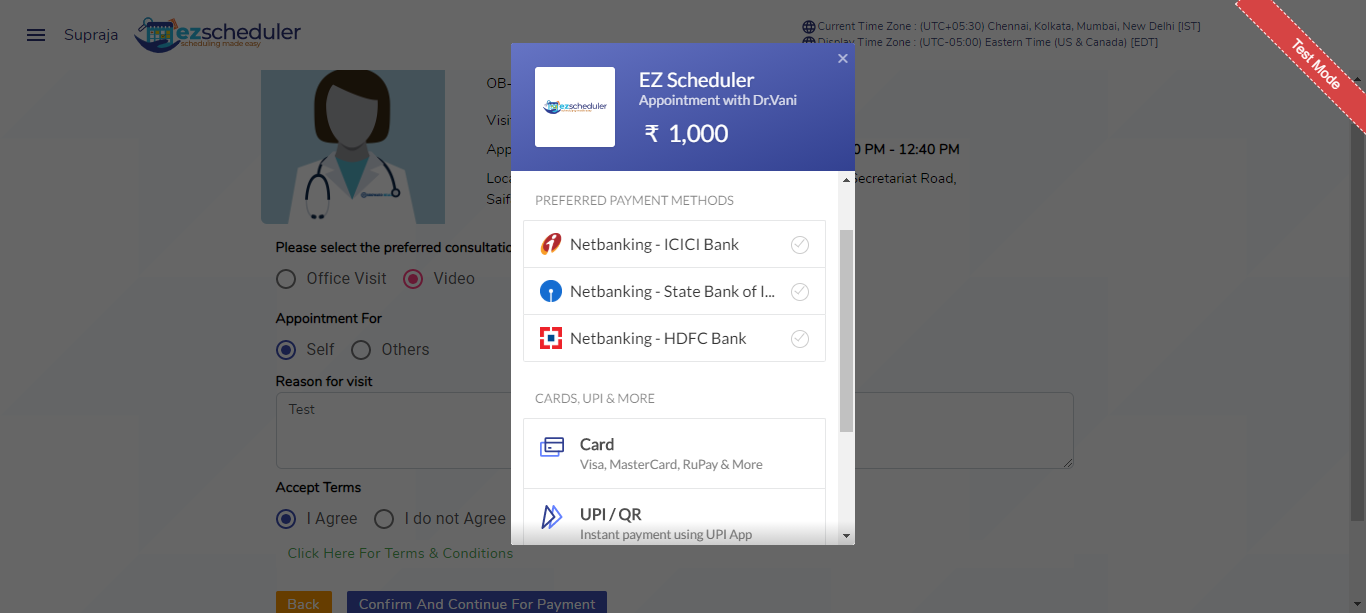 Supraja
ezscheduler
scheduling made easy
Current Time Zone : (UTC+05:30) Chennai, Kolkata, Mumbai, New Delhi [IST]
Display Time Zone : (UTC-05:00) Eastern Time (US & Canada) [EDT]
Test Mode
OB-
Visi
App
0 PM - 12:40 PM
Loca
Secretariat Road,
Saif
Please select the preferred consultatio
Office Visit
Video
Appointment For
Self
Others
Reason for visit
Test
Accept Terms
I Agree
I do not Agree
Click Here For Terms & Conditions
Back
Confirm And Continue For Payment
×
ezscheduler
EZ Scheduler
Appointment with Dr.Vani
₹ 1,000
PREFERRED PAYMENT METHODS
Netbanking - ICICI Bank
Netbanking - State Bank of I...
Netbanking - HDFC Bank
CARDS, UPI & MORE
Card
Visa, MasterCard, RuPay & More
UPI / QR
Instant payment using UPI App